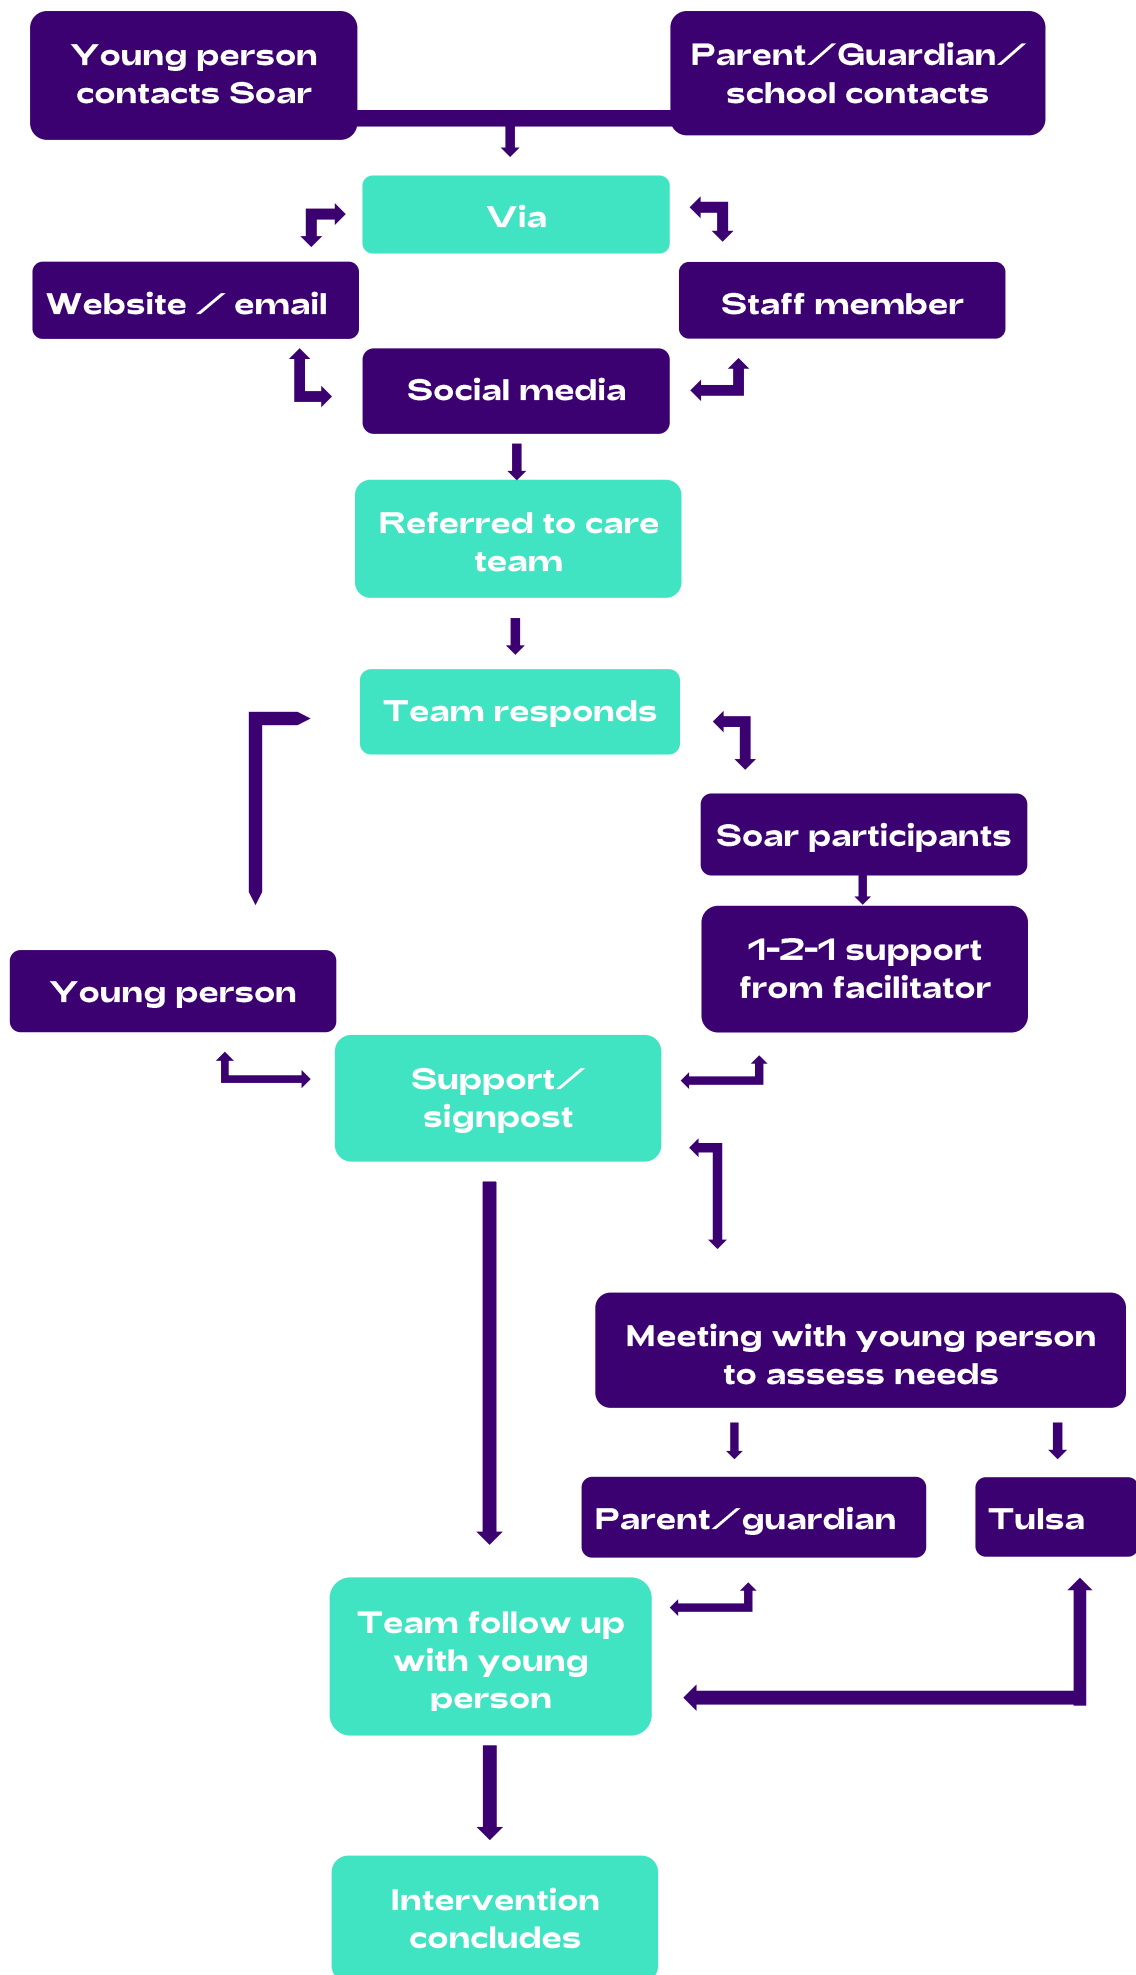 Young person
contacts Soar
Parent/Guardian/
school contacts
Via
Website / email
Staff member
Social media
Referred to care
team
Team responds
Soar participants
1-2-1 support
from facilitator
Young person
Support/
signpost
Meeting with young person
to assess needs
Parent/guardian
Tulsa
Team follow up
with young
person
Intervention
concludes